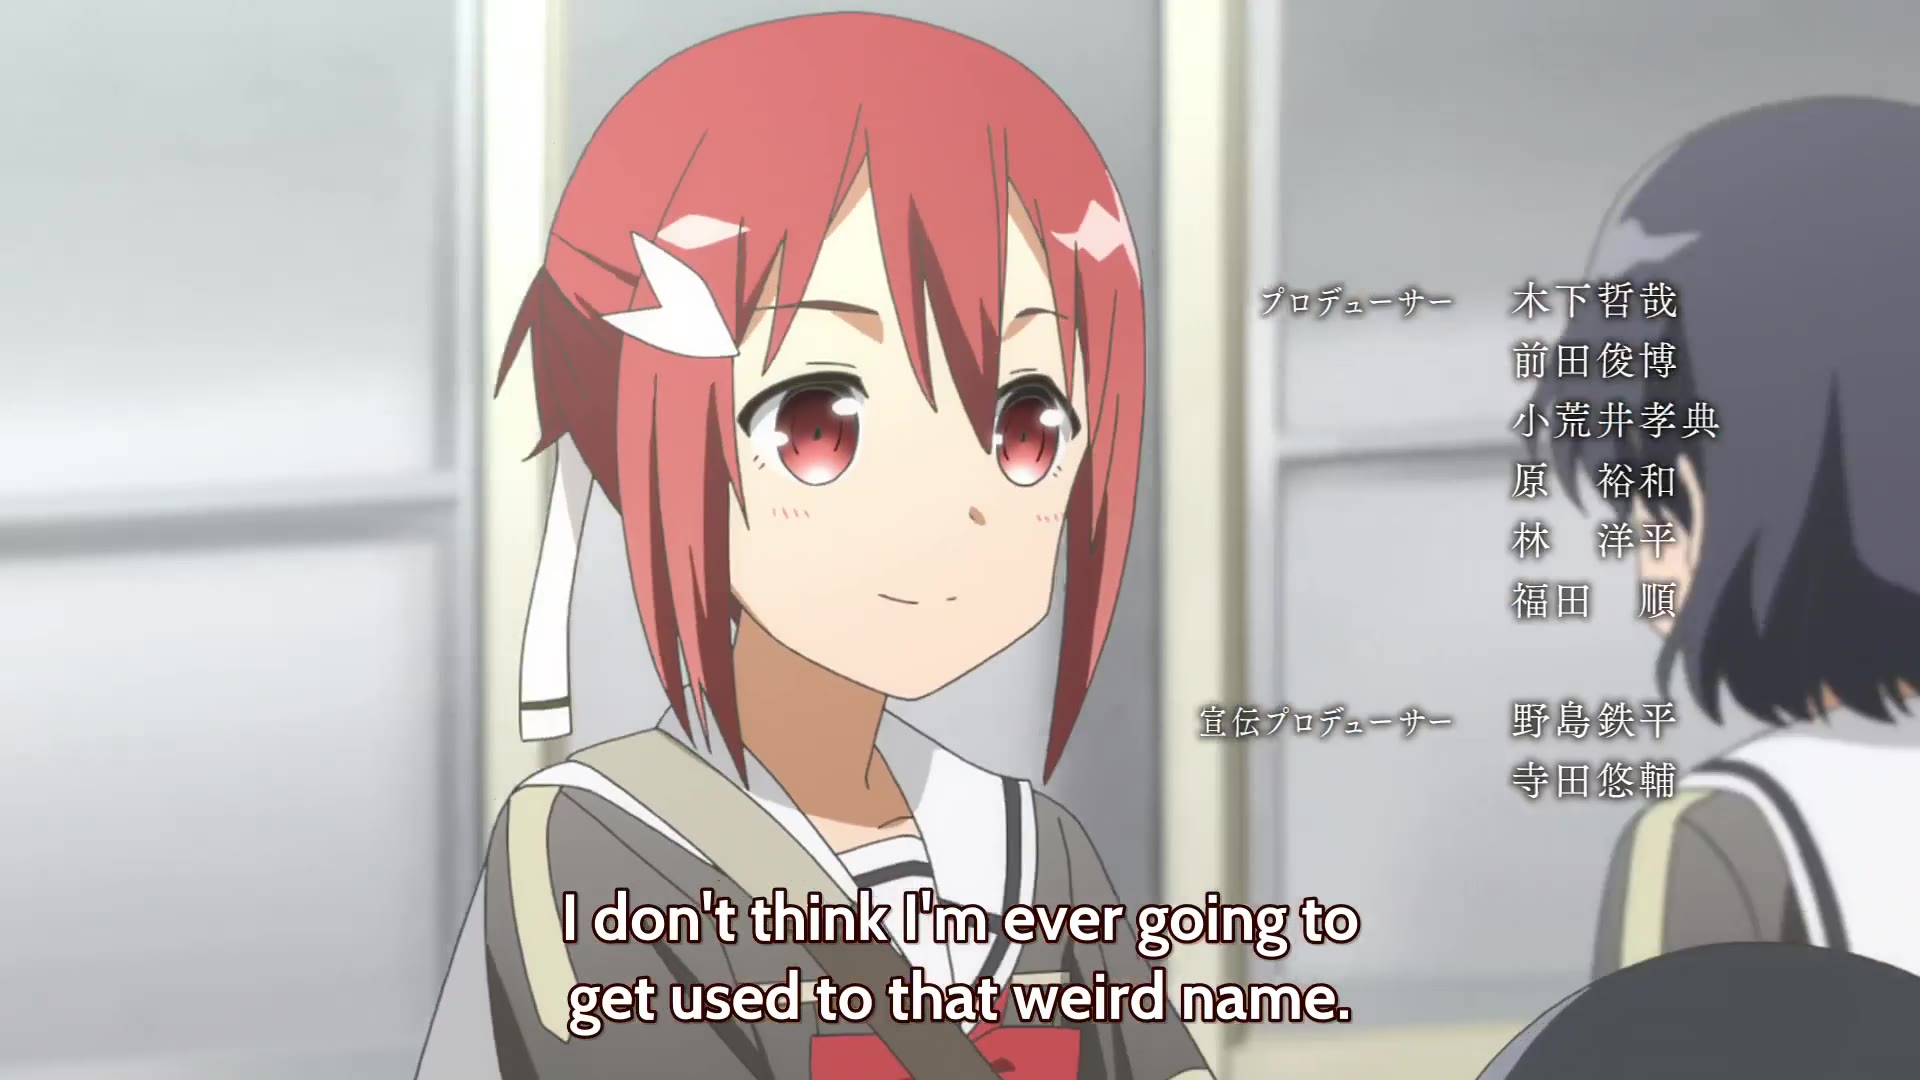 プロデューサー 木下哲哉
前田俊博
小荒井孝典
原 裕和
林 洋平
福田 順
宣伝プロデューサー 野島鉄平
寺田悠輔
I don't think I'm ever going to
get used to that weird name.